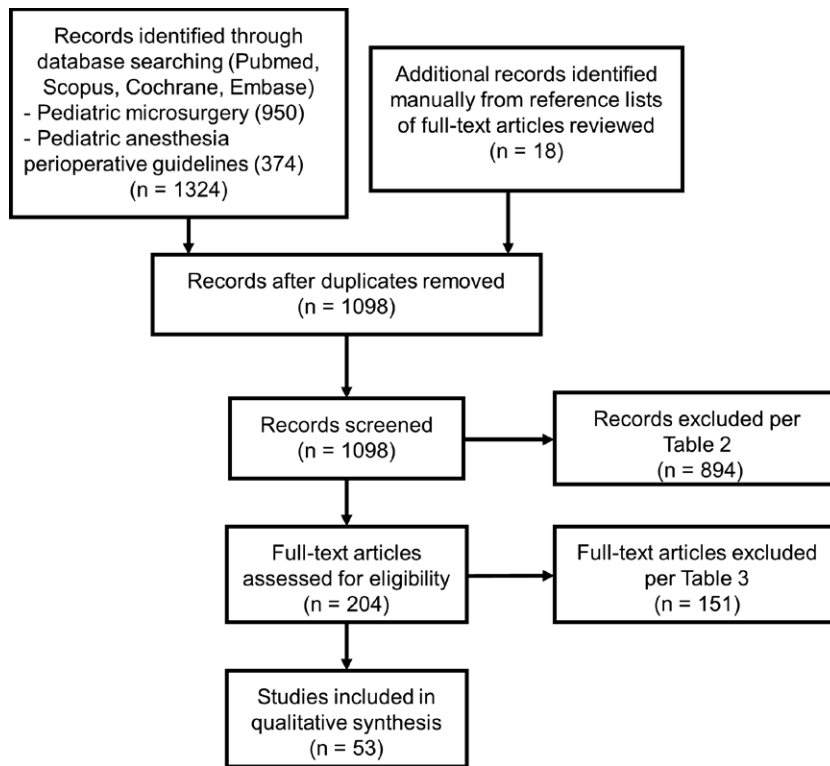 Records identified through
database searching (Pubmed,
Scopus, Cochrane, Embase)
- Pediatric microsurgery (950)
- Pediatric anesthesia
perioperative guidelines (374)
(n = 1324)
Additional records identified
manually from reference lists
of full-text articles reviewed
(n = 18)
Records after duplicates removed
(n = 1098)
Records screened
(n = 1098)
Records excluded per
Table 2
(n = 894)
Full-text articles
assessed for eligibility
(n = 204)
Full-text articles excluded
per Table 3
(n = 151)
Studies included in
qualitative synthesis
(n = 53)